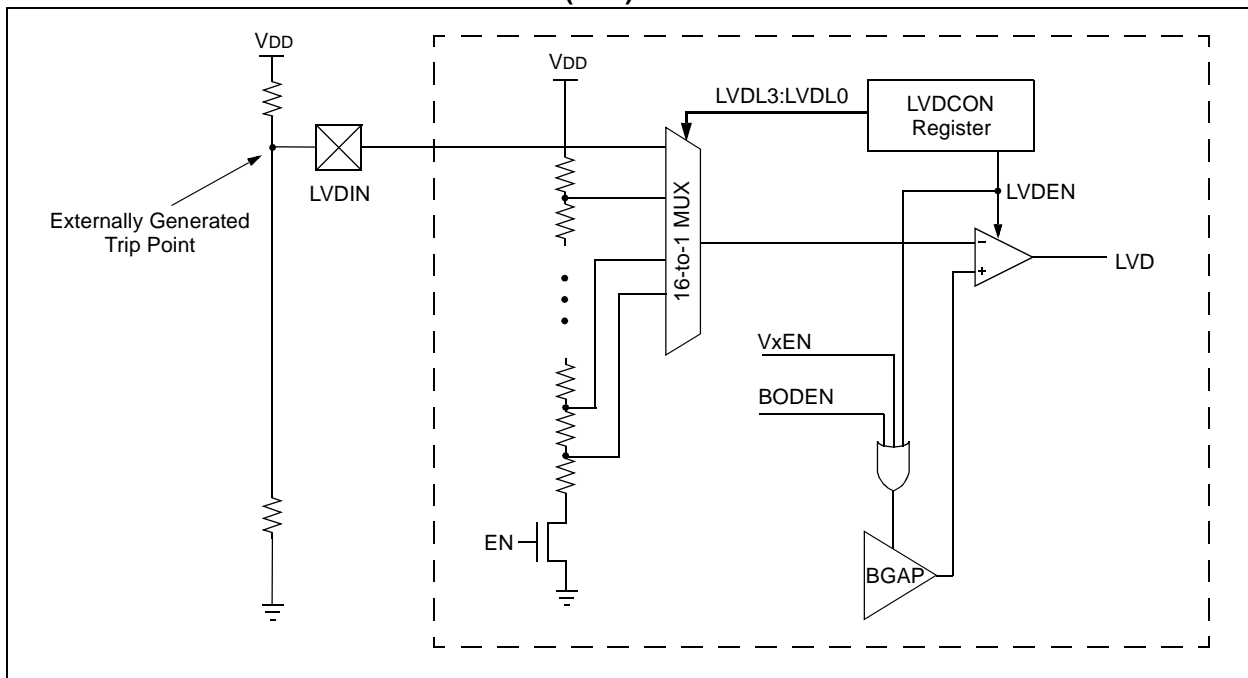 VDD
VDD
LVDL3:LVDL0
LVDCON
Register
LVDIN
LVDEN
Externally Generated
Trip Point
16-to-1 MUX
-
+
LVD
VxEN
BODEN
EN
BGAP